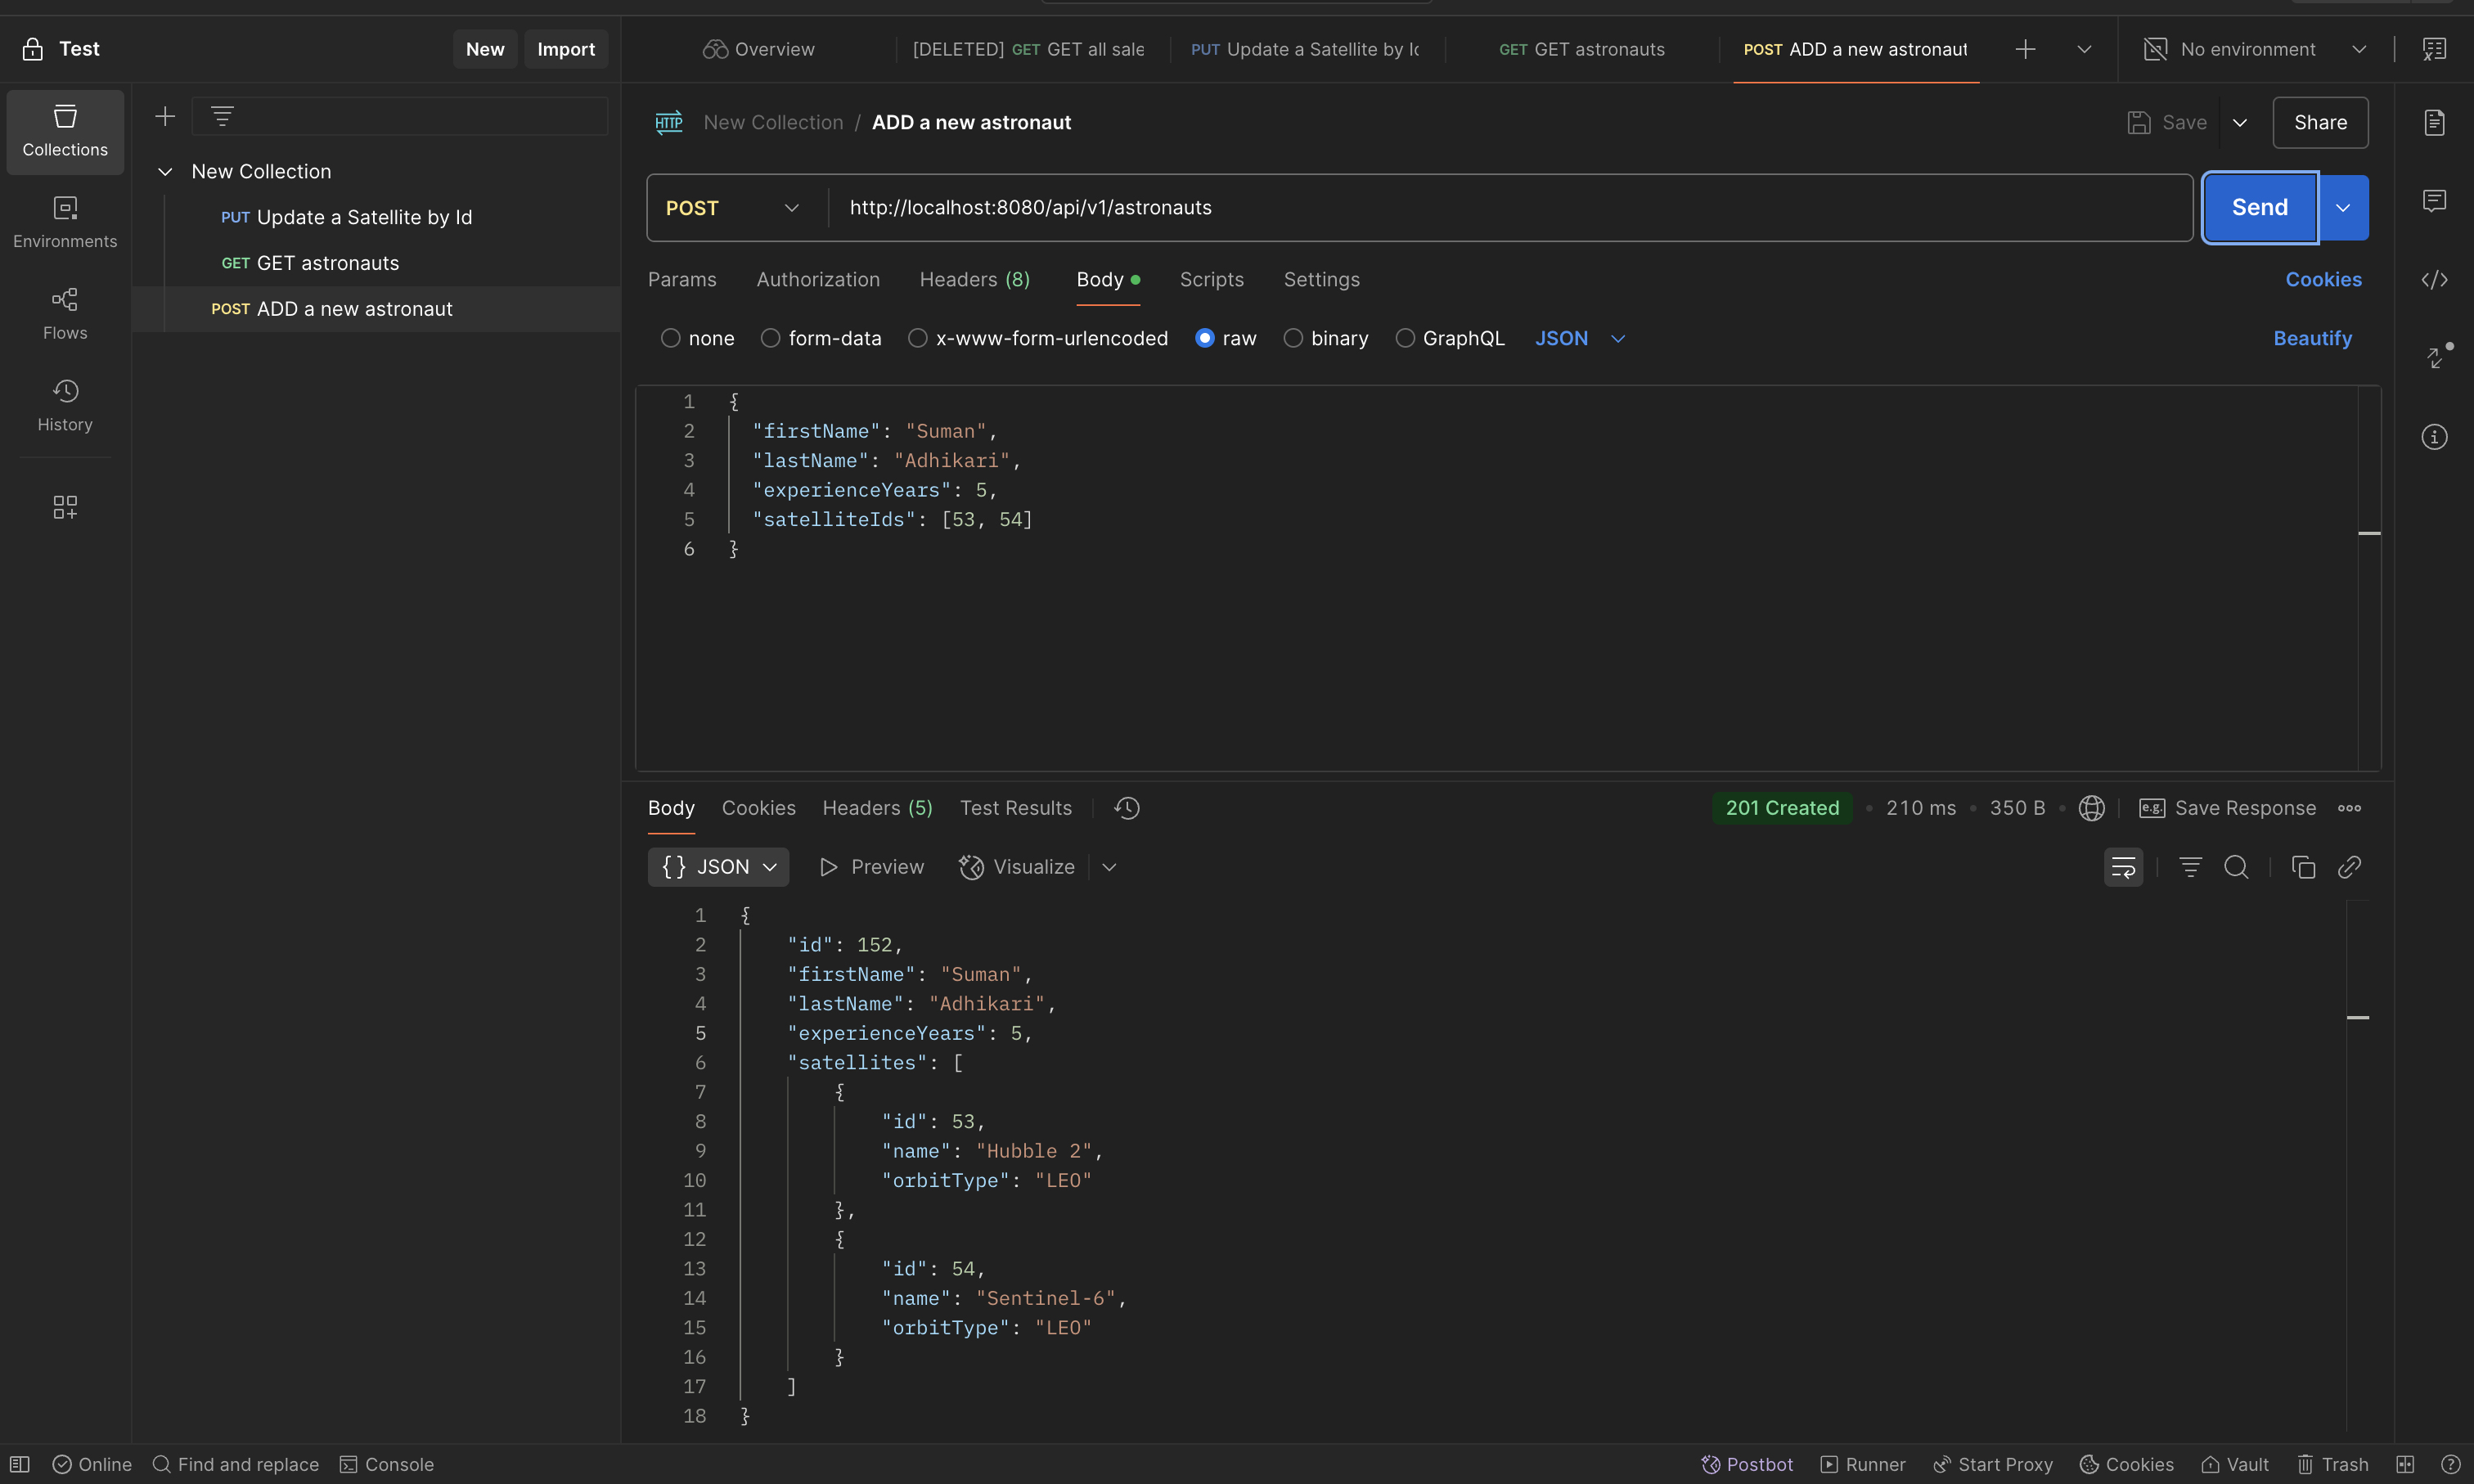 Test
New
Import
Overview
[DELETED] GET GET all sale
PUT Update a Satellite by Ic
GET GET astronauts
POST ADD a new astronaut
No environment
Collections
Environments
Flows
History
New Collection
PUT Update a Satellite by Id
GET GET astronauts
POST ADD a new astronaut
HTTP New Collection / ADD a new astronaut
Save
Share
POST
http://localhost:8080/api/v1/astronauts
Send
Params
Authorization
Headers (8)
Body
Scripts
Settings
Cookies
none
form-data
x-www-form-urlencoded
raw
binary
GraphQL
JSON
Beautify
1 {
2 "firstName": "Suman",
3 "lastName": "Adhikari",
4 "experienceYears": 5,
5 "satelliteIds": [53, 54]
6 }
Body
Cookies
Headers (5)
Test Results
201 Created
210 ms
350 B
e.g. Save Response
{} JSON
Preview
Visualize
1 {
2 "id": 152,
3 "firstName": "Suman",
4 "lastName": "Adhikari",
5 "experienceYears": 5,
6 "satellites": [
7 {
8 "id": 53,
9 "name": "Hubble 2",
10 "orbitType": "LEO"
11 },
12 {
13 "id": 54,
14 "name": "Sentinel-6",
15 "orbitType": "LEO"
16 }
17 ]
18 }
Online
Find and replace
Console
Postbot
Runner
Start Proxy
Cookies
Vault
Trash